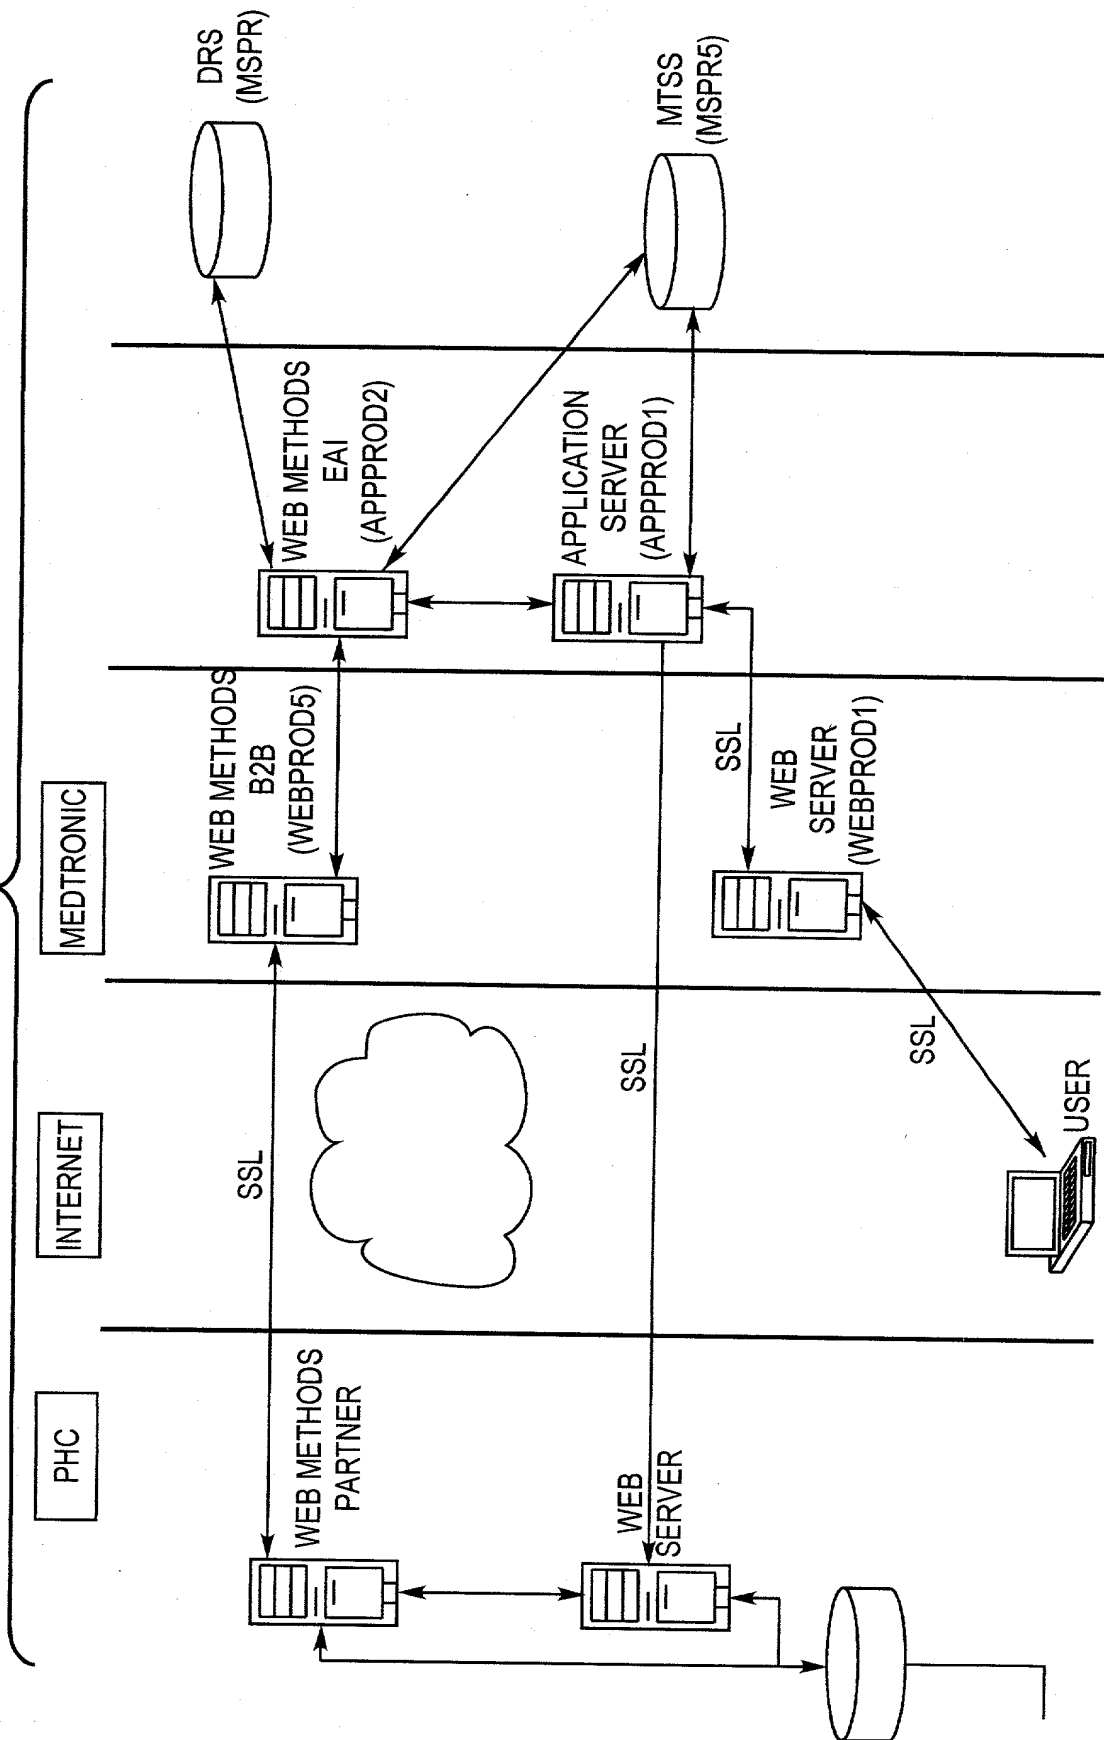 PHC
INTERNET
MEDTRONIC
WEB METHODS
PARTNER
SSL
WEB METHODS
B2B
(WEBPROD5)
WEB METHODS
EAI
(APPPROD2)
DRS
(MSPR)
WEB
SERVER
SSL
APPLICATION
SERVER
(APPPROD1)
MTSS
(MSPR5)
SSL
WEB
SERVER
(WEBPROD1)
SSL
USER